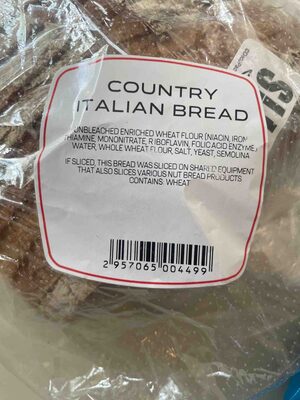 COUNTRY
ITALIAN BREAD
UNBLEACHED ENRICHED WHEAT FLOUR (NIACIN, IRON,
THIAMINE, MONONITRATE, RIBOFLAVIN, FOLIC ACID ENZYME)
WATER, WHOLE WHEAT FLOUR, SALT, YEAST, SEMOLINA
IF SLICED, THIS BREAD WAS SLICED ON SHARED EQUIPMENT
THAT ALSO SLICES VARIOUS NUT BREAD PRODUCTS
CONTAINS: WHEAT
2 957065 004499